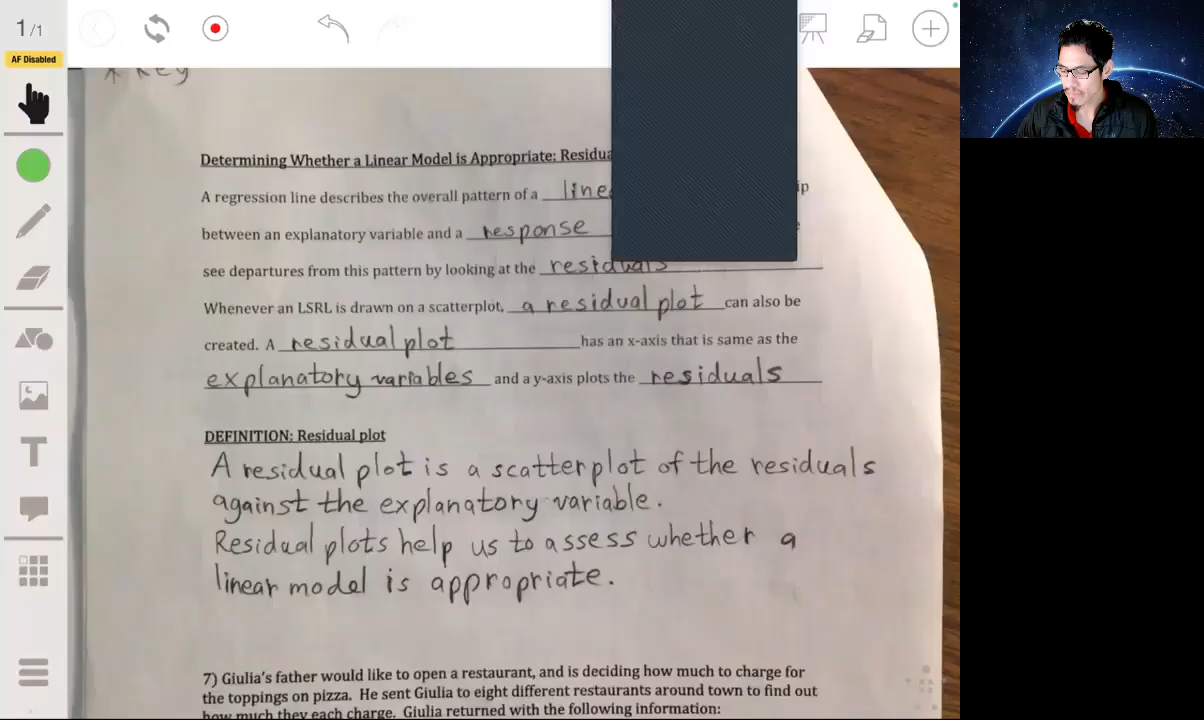 1/1
AF Disabled
* Key
Determining Whether a Linear Model is Appropriate:
A regression line describes the overall pattern of a
between an explanatory variable and a response
see departures from this pattern by looking at the residuals
Whenever an LSRL is drawn on a scatterplot, a residual plot can also be
created. A residual plot has an x-axis that is same as the
explanatory variables and a y-axis plots the residuals
DEFINITION: Residual plot
A residual plot is a scatterplot of the residuals
against the explanatory variable.
Residual plots help us to assess whether a
linear model is appropriate.
7) Giulia's father would like to open a restaurant, and is deciding how much to charge for
the toppings on pizza. He sent Giulia to eight different restaurants around town to find out
how much they each charge. Giulia returned with the following information: